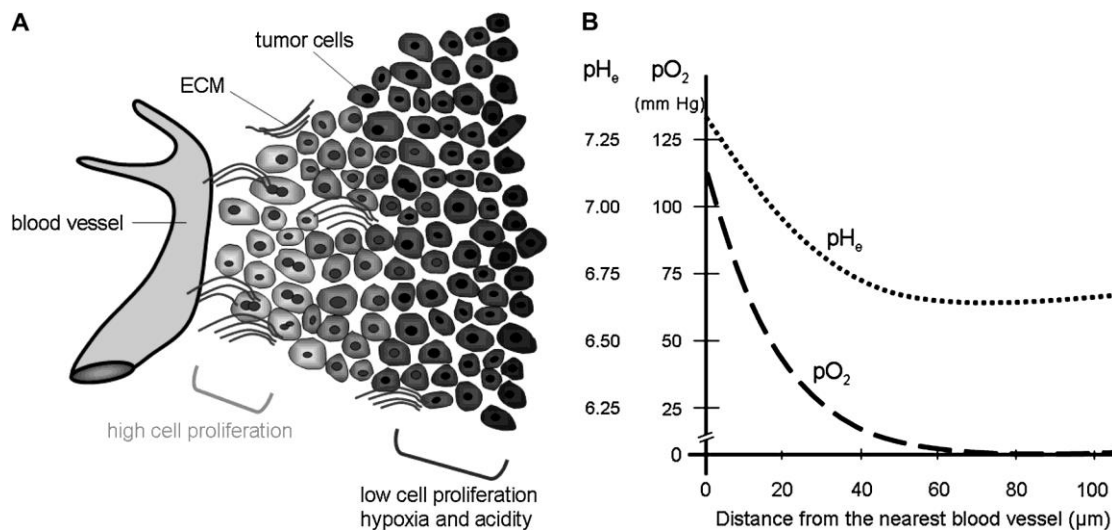 A
tumor cells
ECM
blood vessel
high cell proliferation
low cell proliferation
hypoxia and acidity
B
pHₑ pO₂
(mm Hg)
7.25 125
7.00 100
6.75 75
6.50 50
6.25 25
0
pHₑ
pO₂
0 20 40 60 80 100
Distance from the nearest blood vessel (µm)